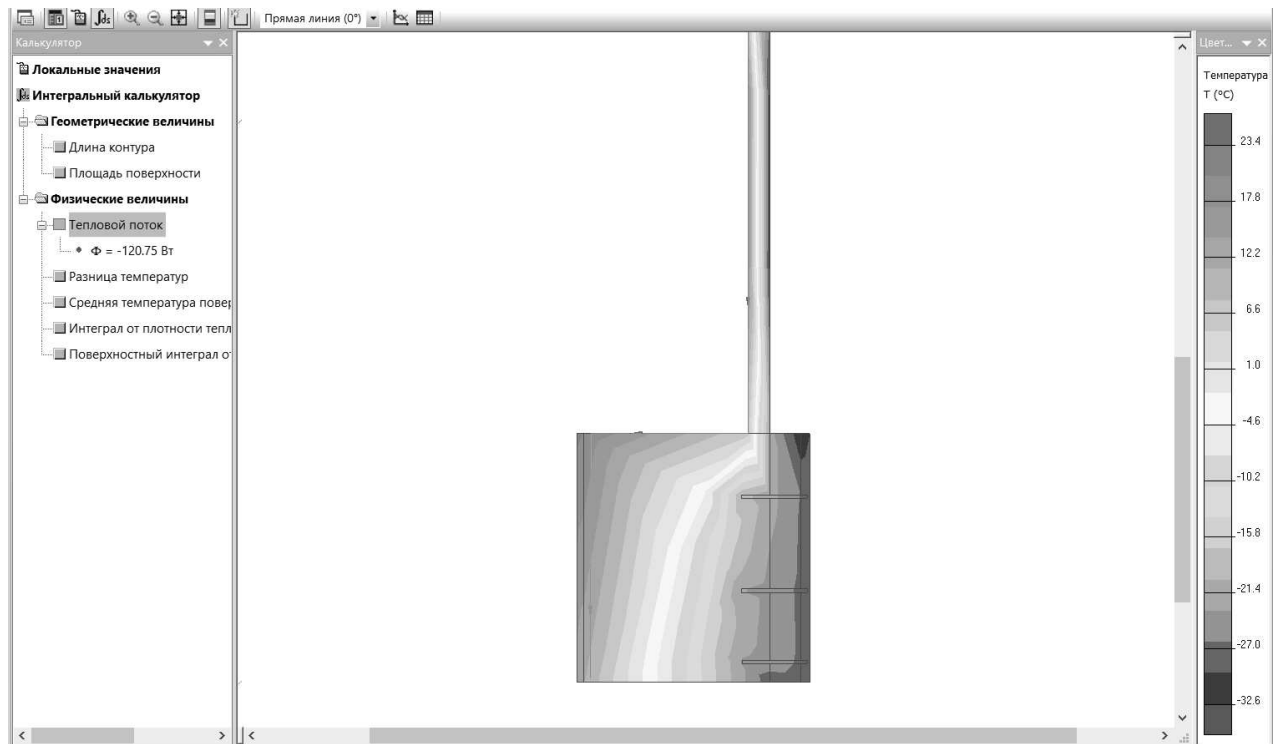 Прямая линия (0°)
Калькулятор
Локальные значения
Интегральный калькулятор
Геометрические величины
Длина контура
Площадь поверхности
Физические величины
Тепловой поток
Φ = -120.75 Вт
Разница температур
Средняя температура повер
Интеграл от плотности тепл
Поверхностный интеграл о
Цвет...
Температура
T (°C)
23.4
17.8
12.2
6.6
1.0
-4.6
-10.2
-15.8
-21.4
-27.0
-32.6